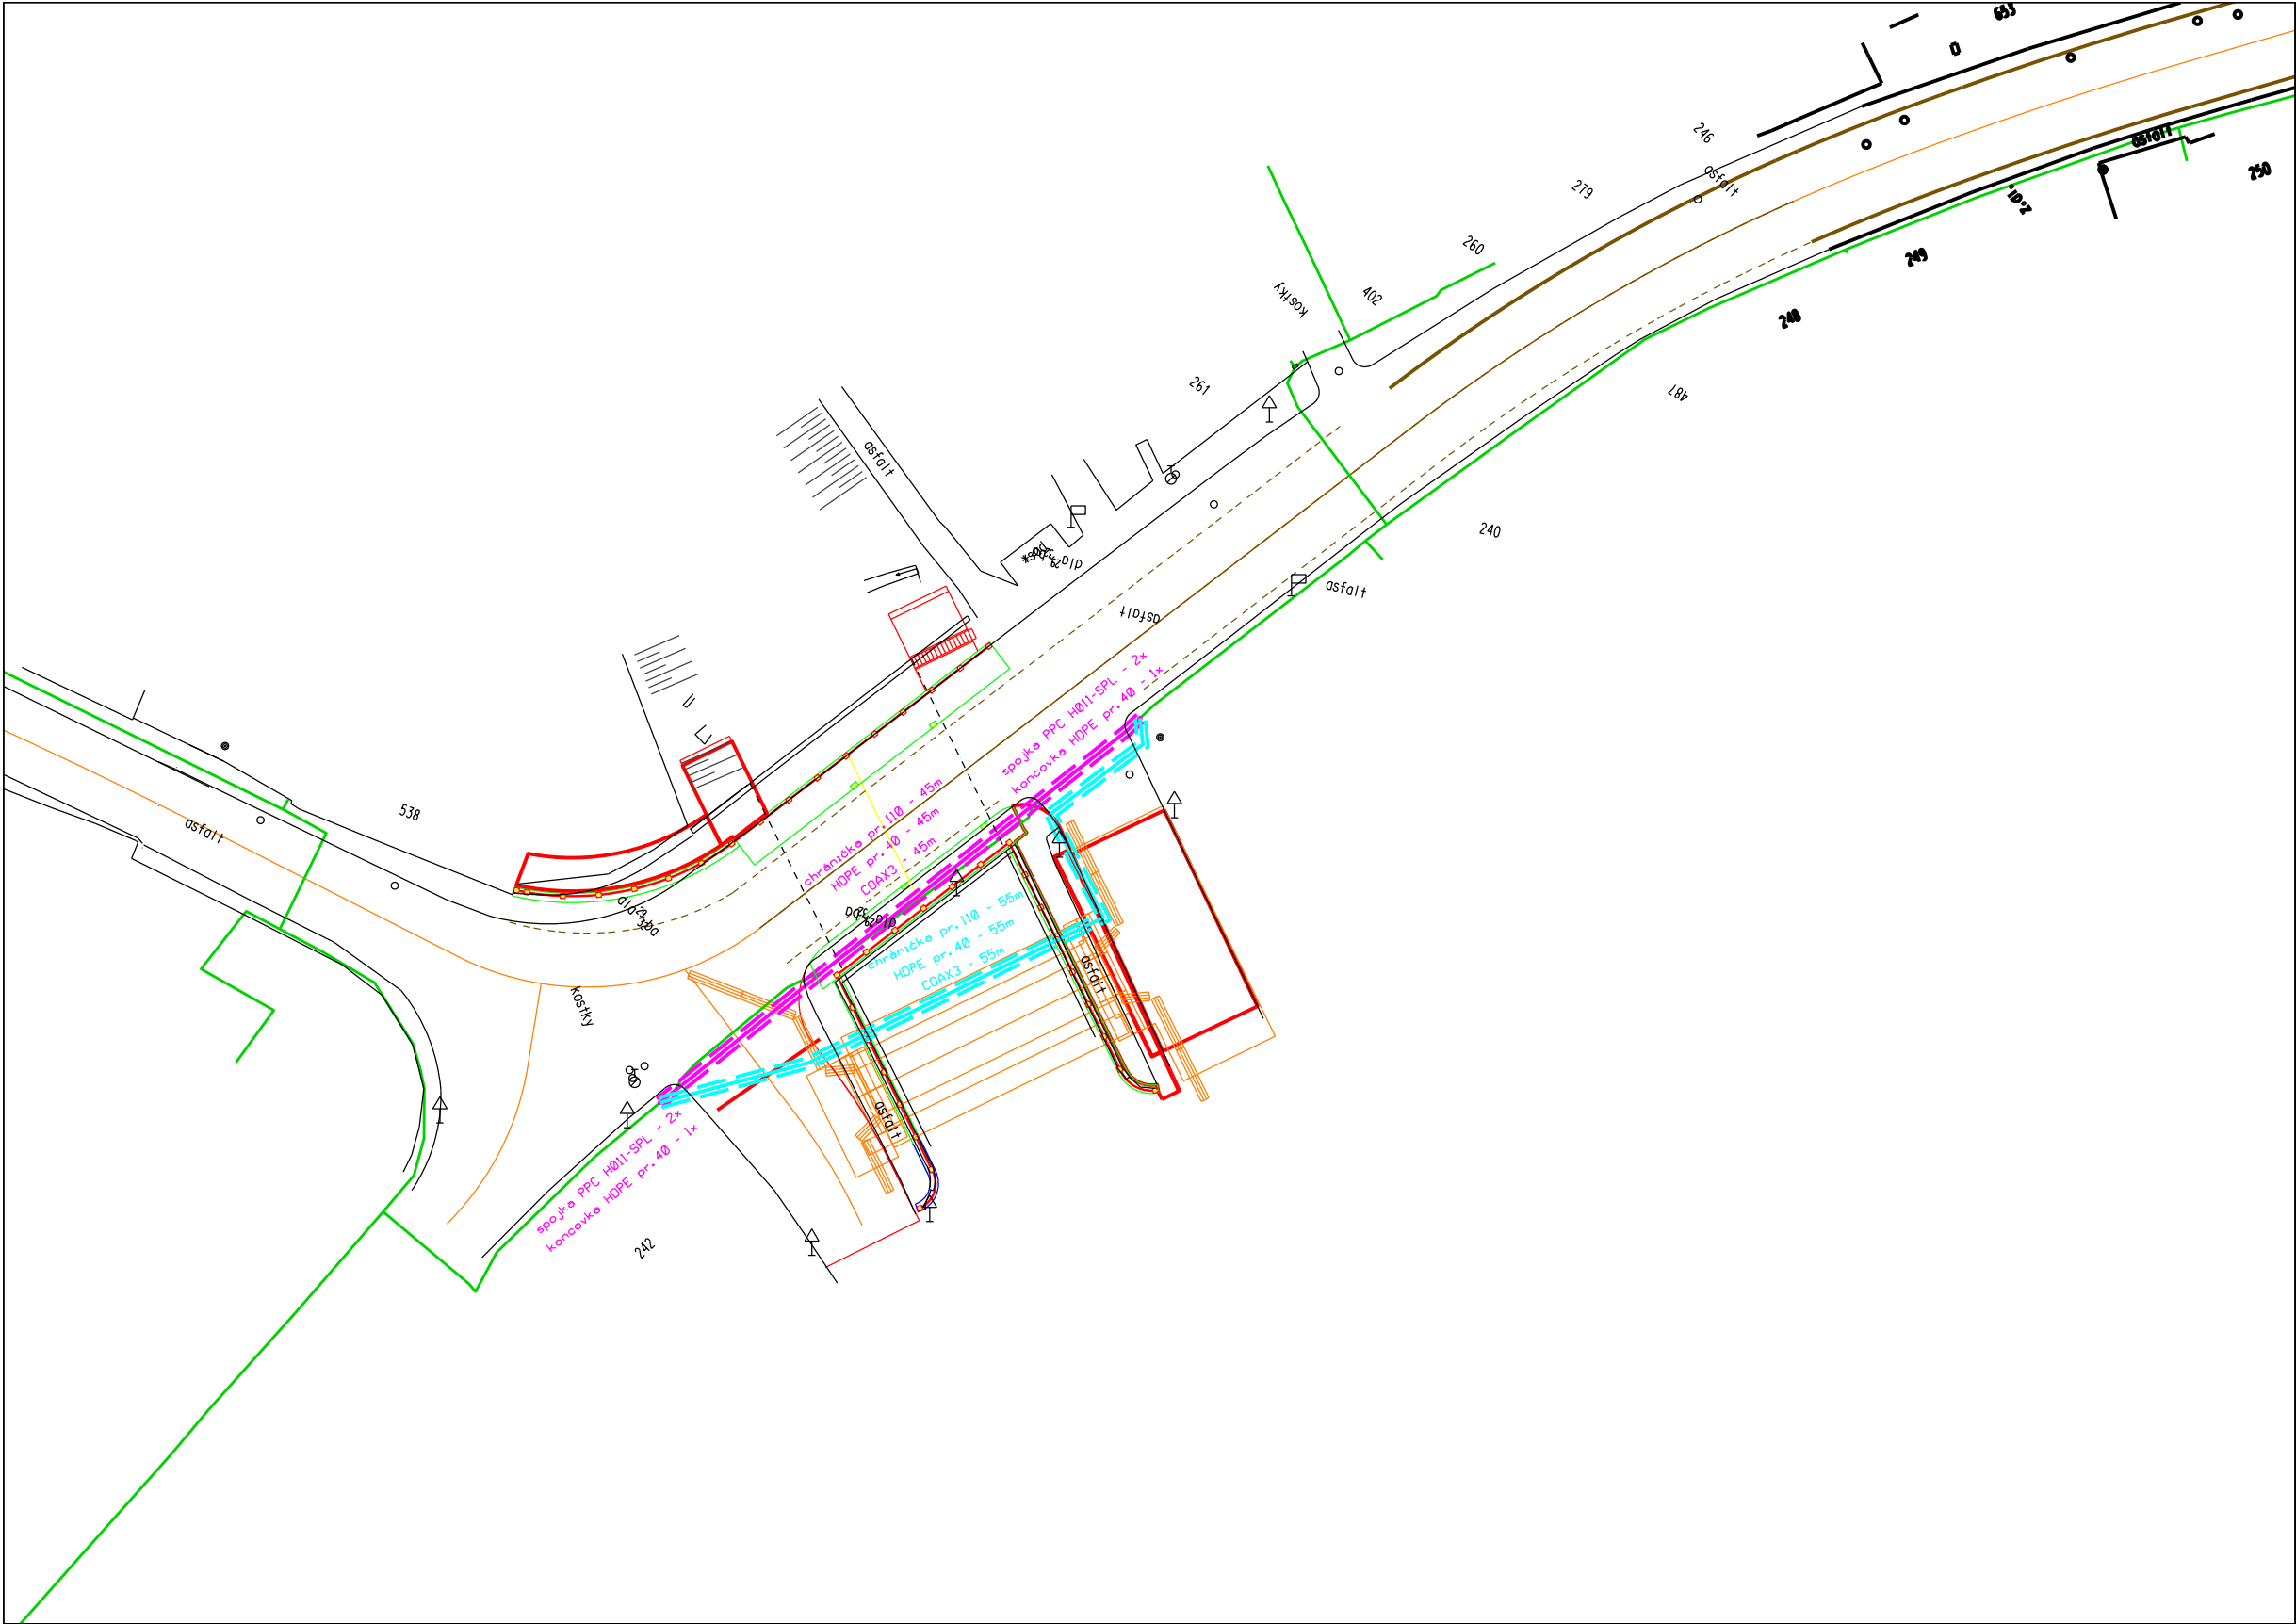 653
246
asfalt
asfalt
279
250
260
249
402
kostky
248
261
487
asfalt
240
asfalt
asfalt
spojka PPC H011-SPL - 2x
koncovka HDPE pr.40 - 1x
538
asfalt
chránička pr.110 - 45m
HDPE pr.40 - 45m
COAX3 - 45m
chránička pr.110 - 55m
HDPE pr.40 - 55m
COAX3 - 55m
asfalt
kostky
asfalt
spojka PPC H011-SPL - 2x
koncovka HDPE pr.40 - 1x
242